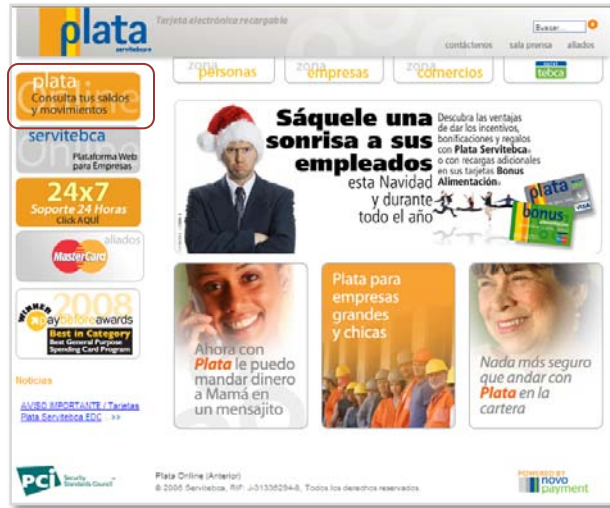 plata
servitebca
Tarjeta electrónica recargable
Buscar...
contáctenos sala prensa aliados
zona personas
zona empresas
zona comercios
tebca
plata
Online
Consulta tus saldos
y movimientos
servitebca
Online
Plataforma Web
para Empresas
24x7
Soporte 24 Horas
Click AQUÍ
aliados
MasterCard
WINNER
2008
paybeforeawards
Best in Category
Best General Purpose
Spending Card Program
Noticias
AVISO IMPORTANTE / Tarjetas
Plata Servitebca EDC .. >>
Sáquele una
sonrisa a sus
empleados
esta Navidad
y durante
todo el año
Descubra las ventajas
de dar los incentivos,
bonificaciones y regalos
con Plata Servitebca
o con recargas adicionales
en sus tarjetas Bonus
Alimentación
plata
VISA
bonus
Ahora con
Plata le puedo
mandar dinero
a Mamá en
un mensajito
Plata para
empresas
grandes
y chicas
Nada más seguro
que andar con
Plata en la
cartera
PCI Security
Standards Council
Plata Online (Anterior)
© 2006 Servitebca, RIF: J-31336294-8, Todos los derechos reservados.
POWERED BY
novo
payment